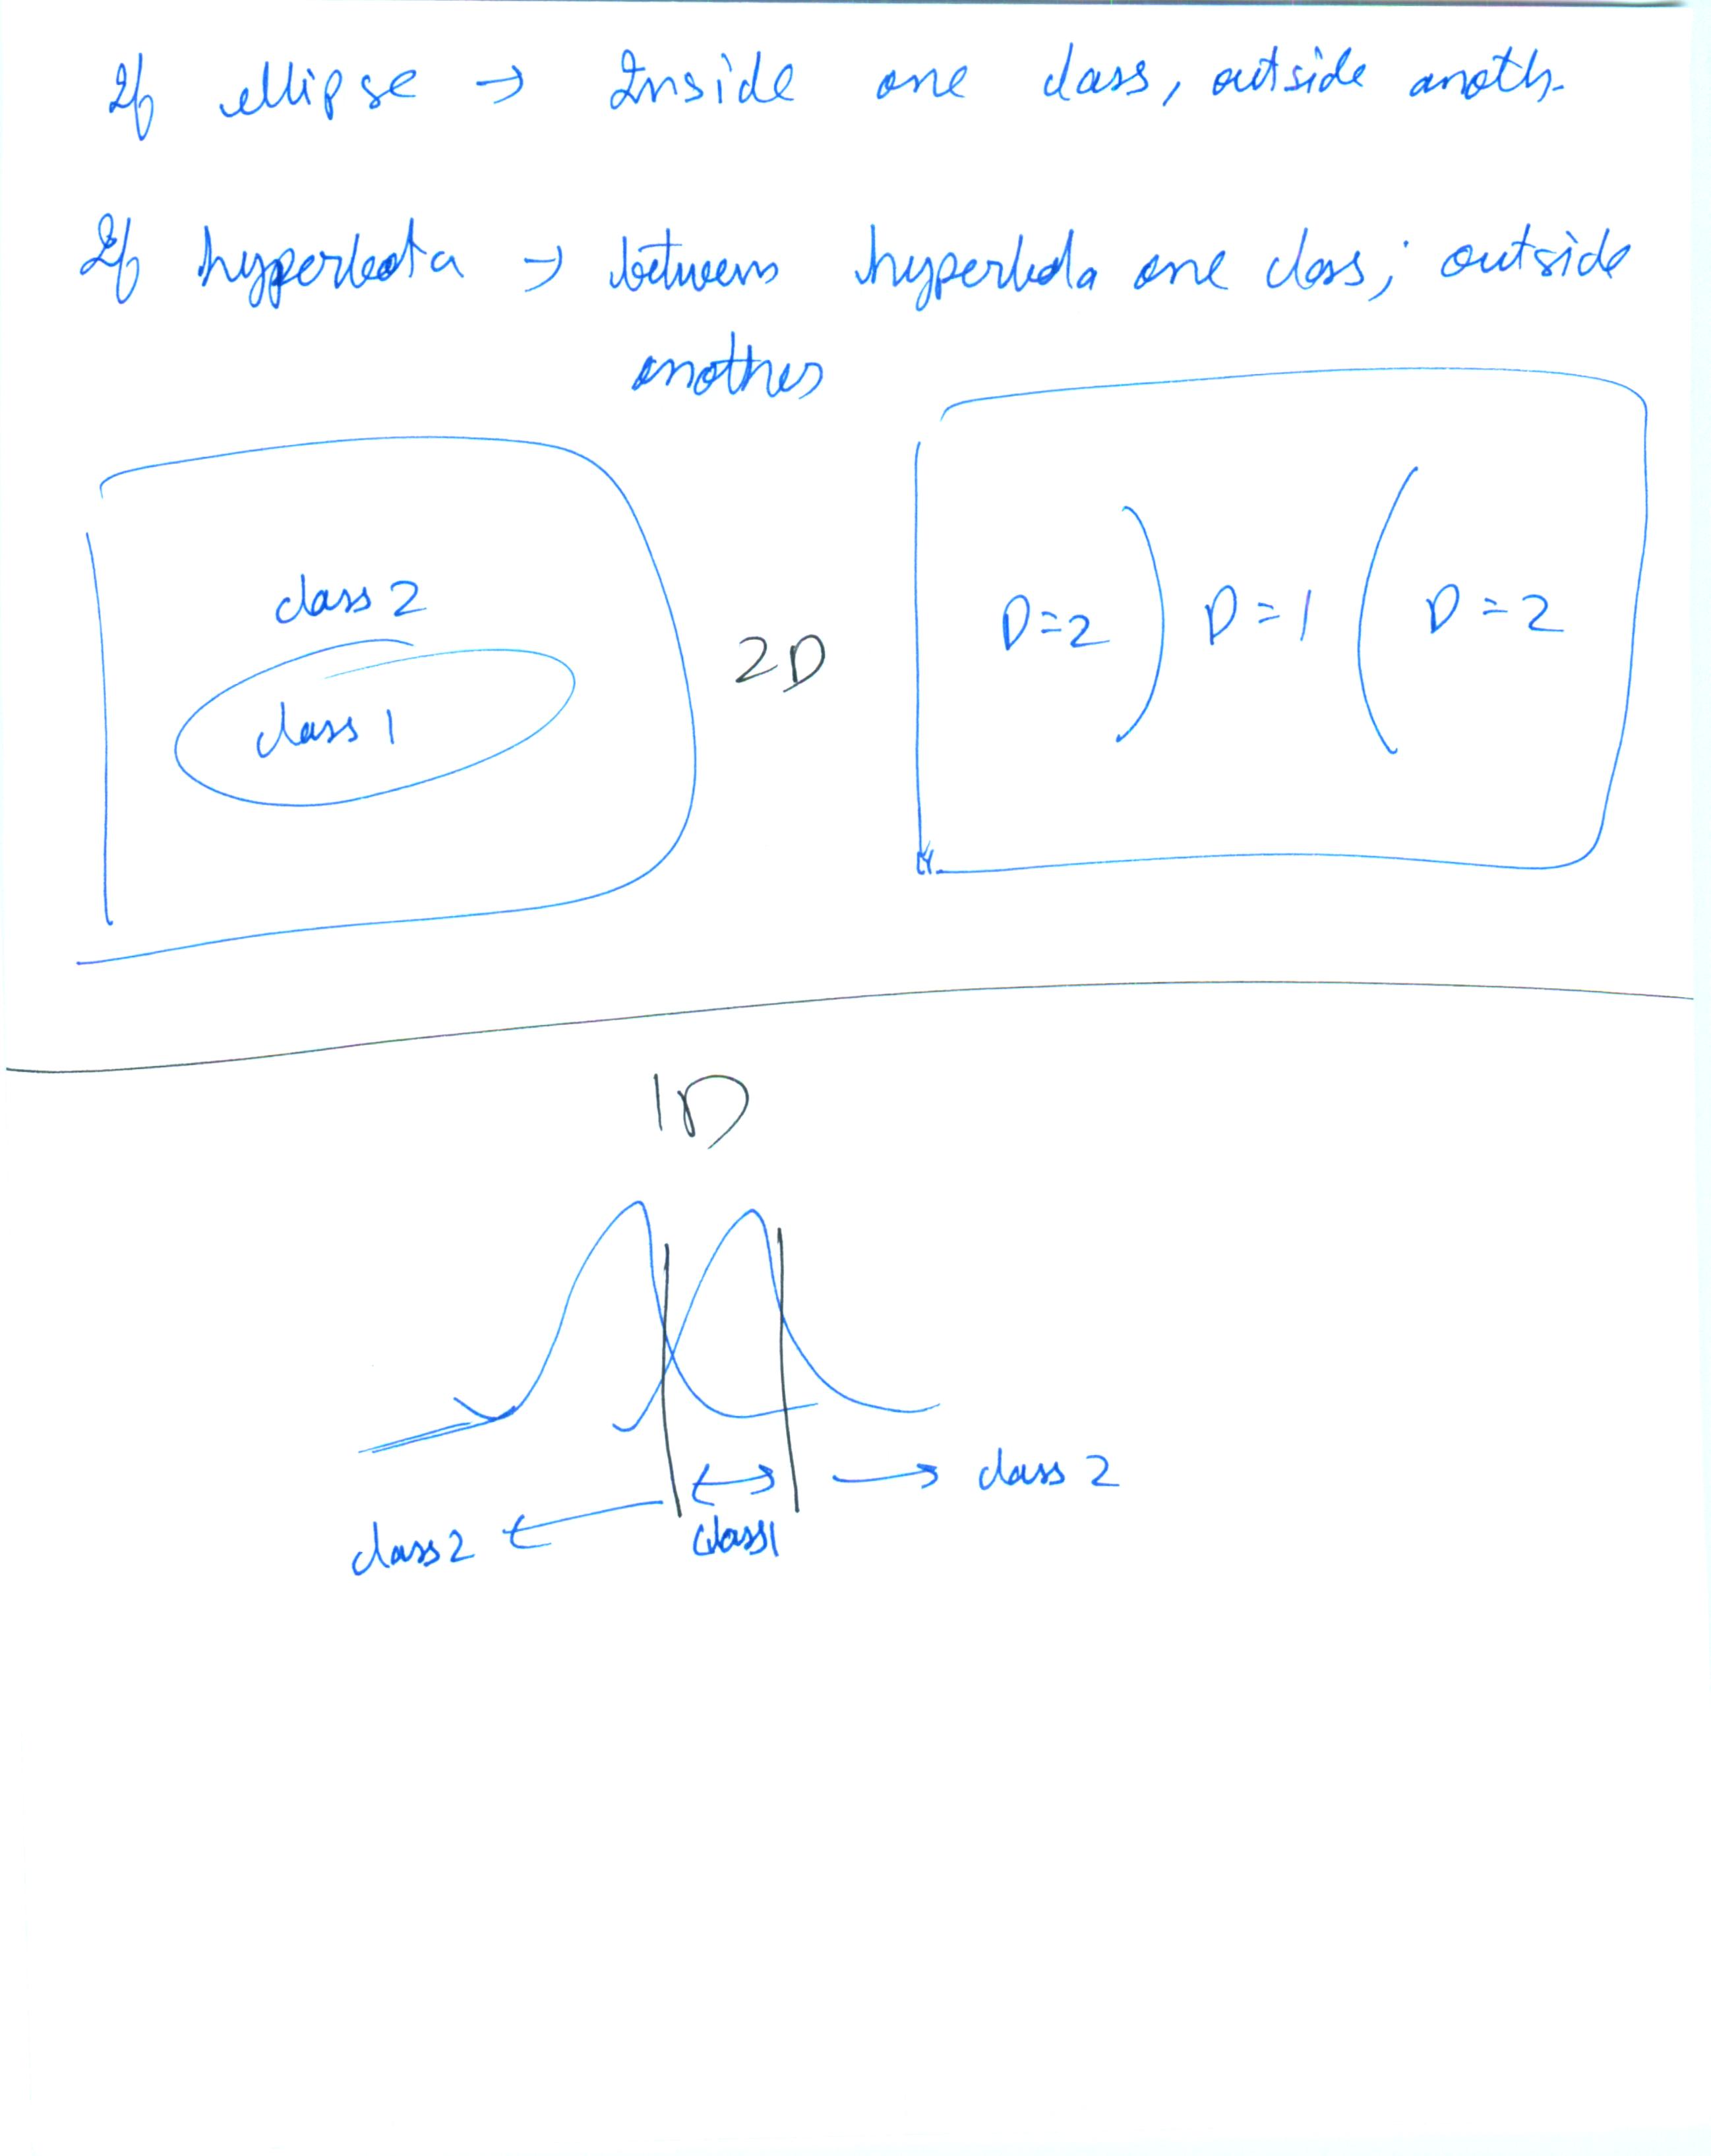 If ellipse → Inside one class, outside anoth.
If hyperbola → between hyperbola one class; outside
another
class 2
class 1
2D
D=2 D=1 D=2
1D
class 2
class 2 class1